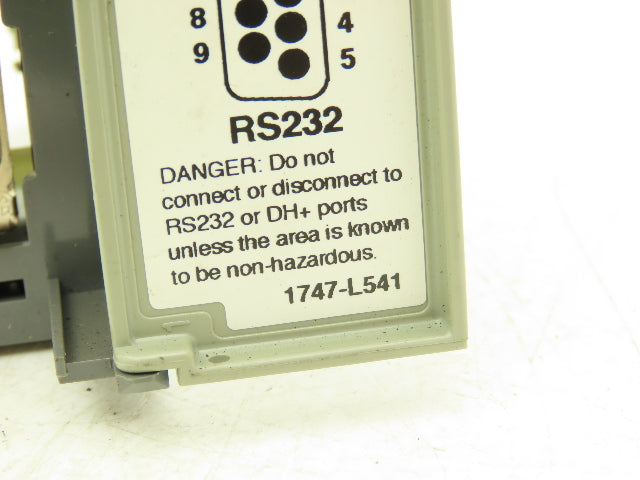 8
4
9
5
RS232
DANGER: Do not
connect or disconnect to
RS232 or DH+ ports
unless the area is known
to be non-hazardous.
1747-L541
1